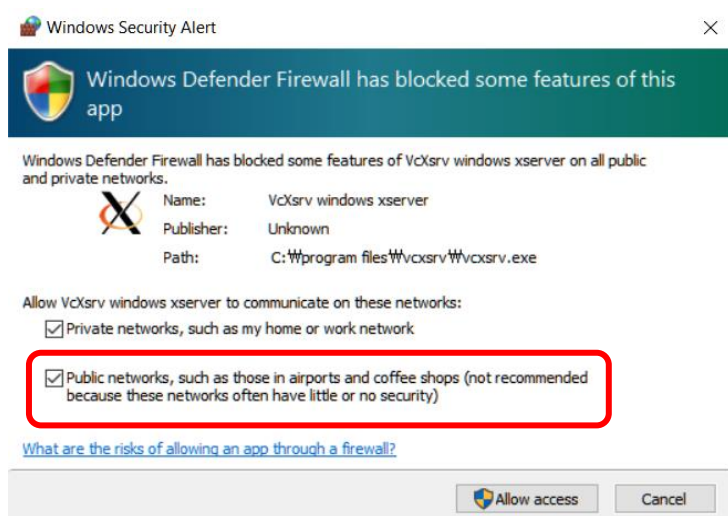 Windows Security Alert
Windows Defender Firewall has blocked some features of this
app
Windows Defender Firewall has blocked some features of VcXsrv windows xserver on all public
and private networks.
Name: VcXsrv windows xserver
Publisher: Unknown
Path: C:₩program files₩vcxsrv₩vcxsrv.exe
Allow VcXsrv windows xserver to communicate on these networks:
Private networks, such as my home or work network
Public networks, such as those in airports and coffee shops (not recommended
because these networks often have little or no security)
What are the risks of allowing an app through a firewall?
Allow access Cancel